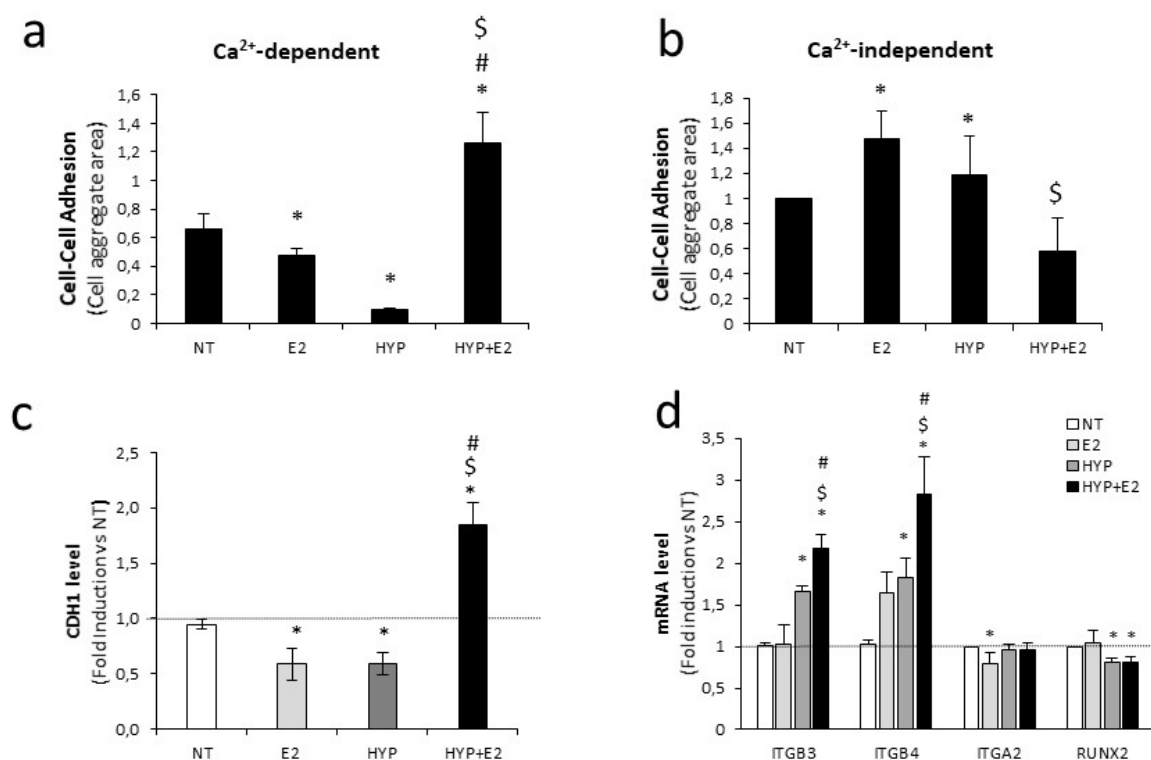 a
Ca²⁺-dependent
Cell-Cell Adhesion
(Cell aggregate area)
1,6
1,4
1,2
1
0,8
0,6
0,4
0,2
0
*
*
$
#
*
NT
E2
HYP
HYP+E2
b
Ca²⁺-independent
Cell-Cell Adhesion
(Cell aggregate area)
1,8
1,6
1,4
1,2
1
0,8
0,6
0,4
0,2
0
*
*
$
NT
E2
HYP
HYP+E2
c
CDH1 level
(Fold induction vs NT)
2,5
2,0
1,5
1,0
0,5
0,0
*
*
#
$
*
NT
E2
HYP
HYP+E2
d
mRNA level
(Fold induction vs NT)
3,5
3
2,5
2
1,5
1
0,5
0
*
#
$
*
*
#
$
*
*
*
*
NT
E2
HYP
HYP+E2
ITGB3
ITGB4
ITGA2
RUNX2